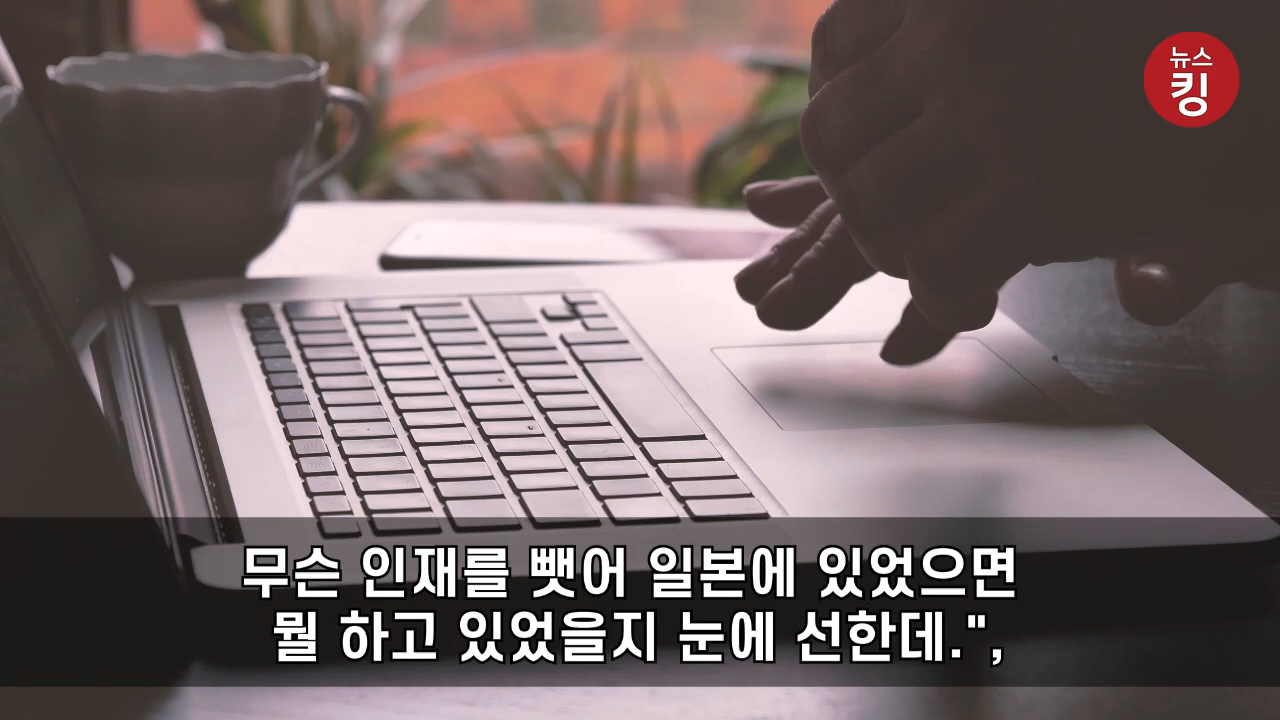 뉴스
킹
무슨 인재를 뺏어 일본에 있었으면
뭘 하고 있었을지 눈에 선한데.",